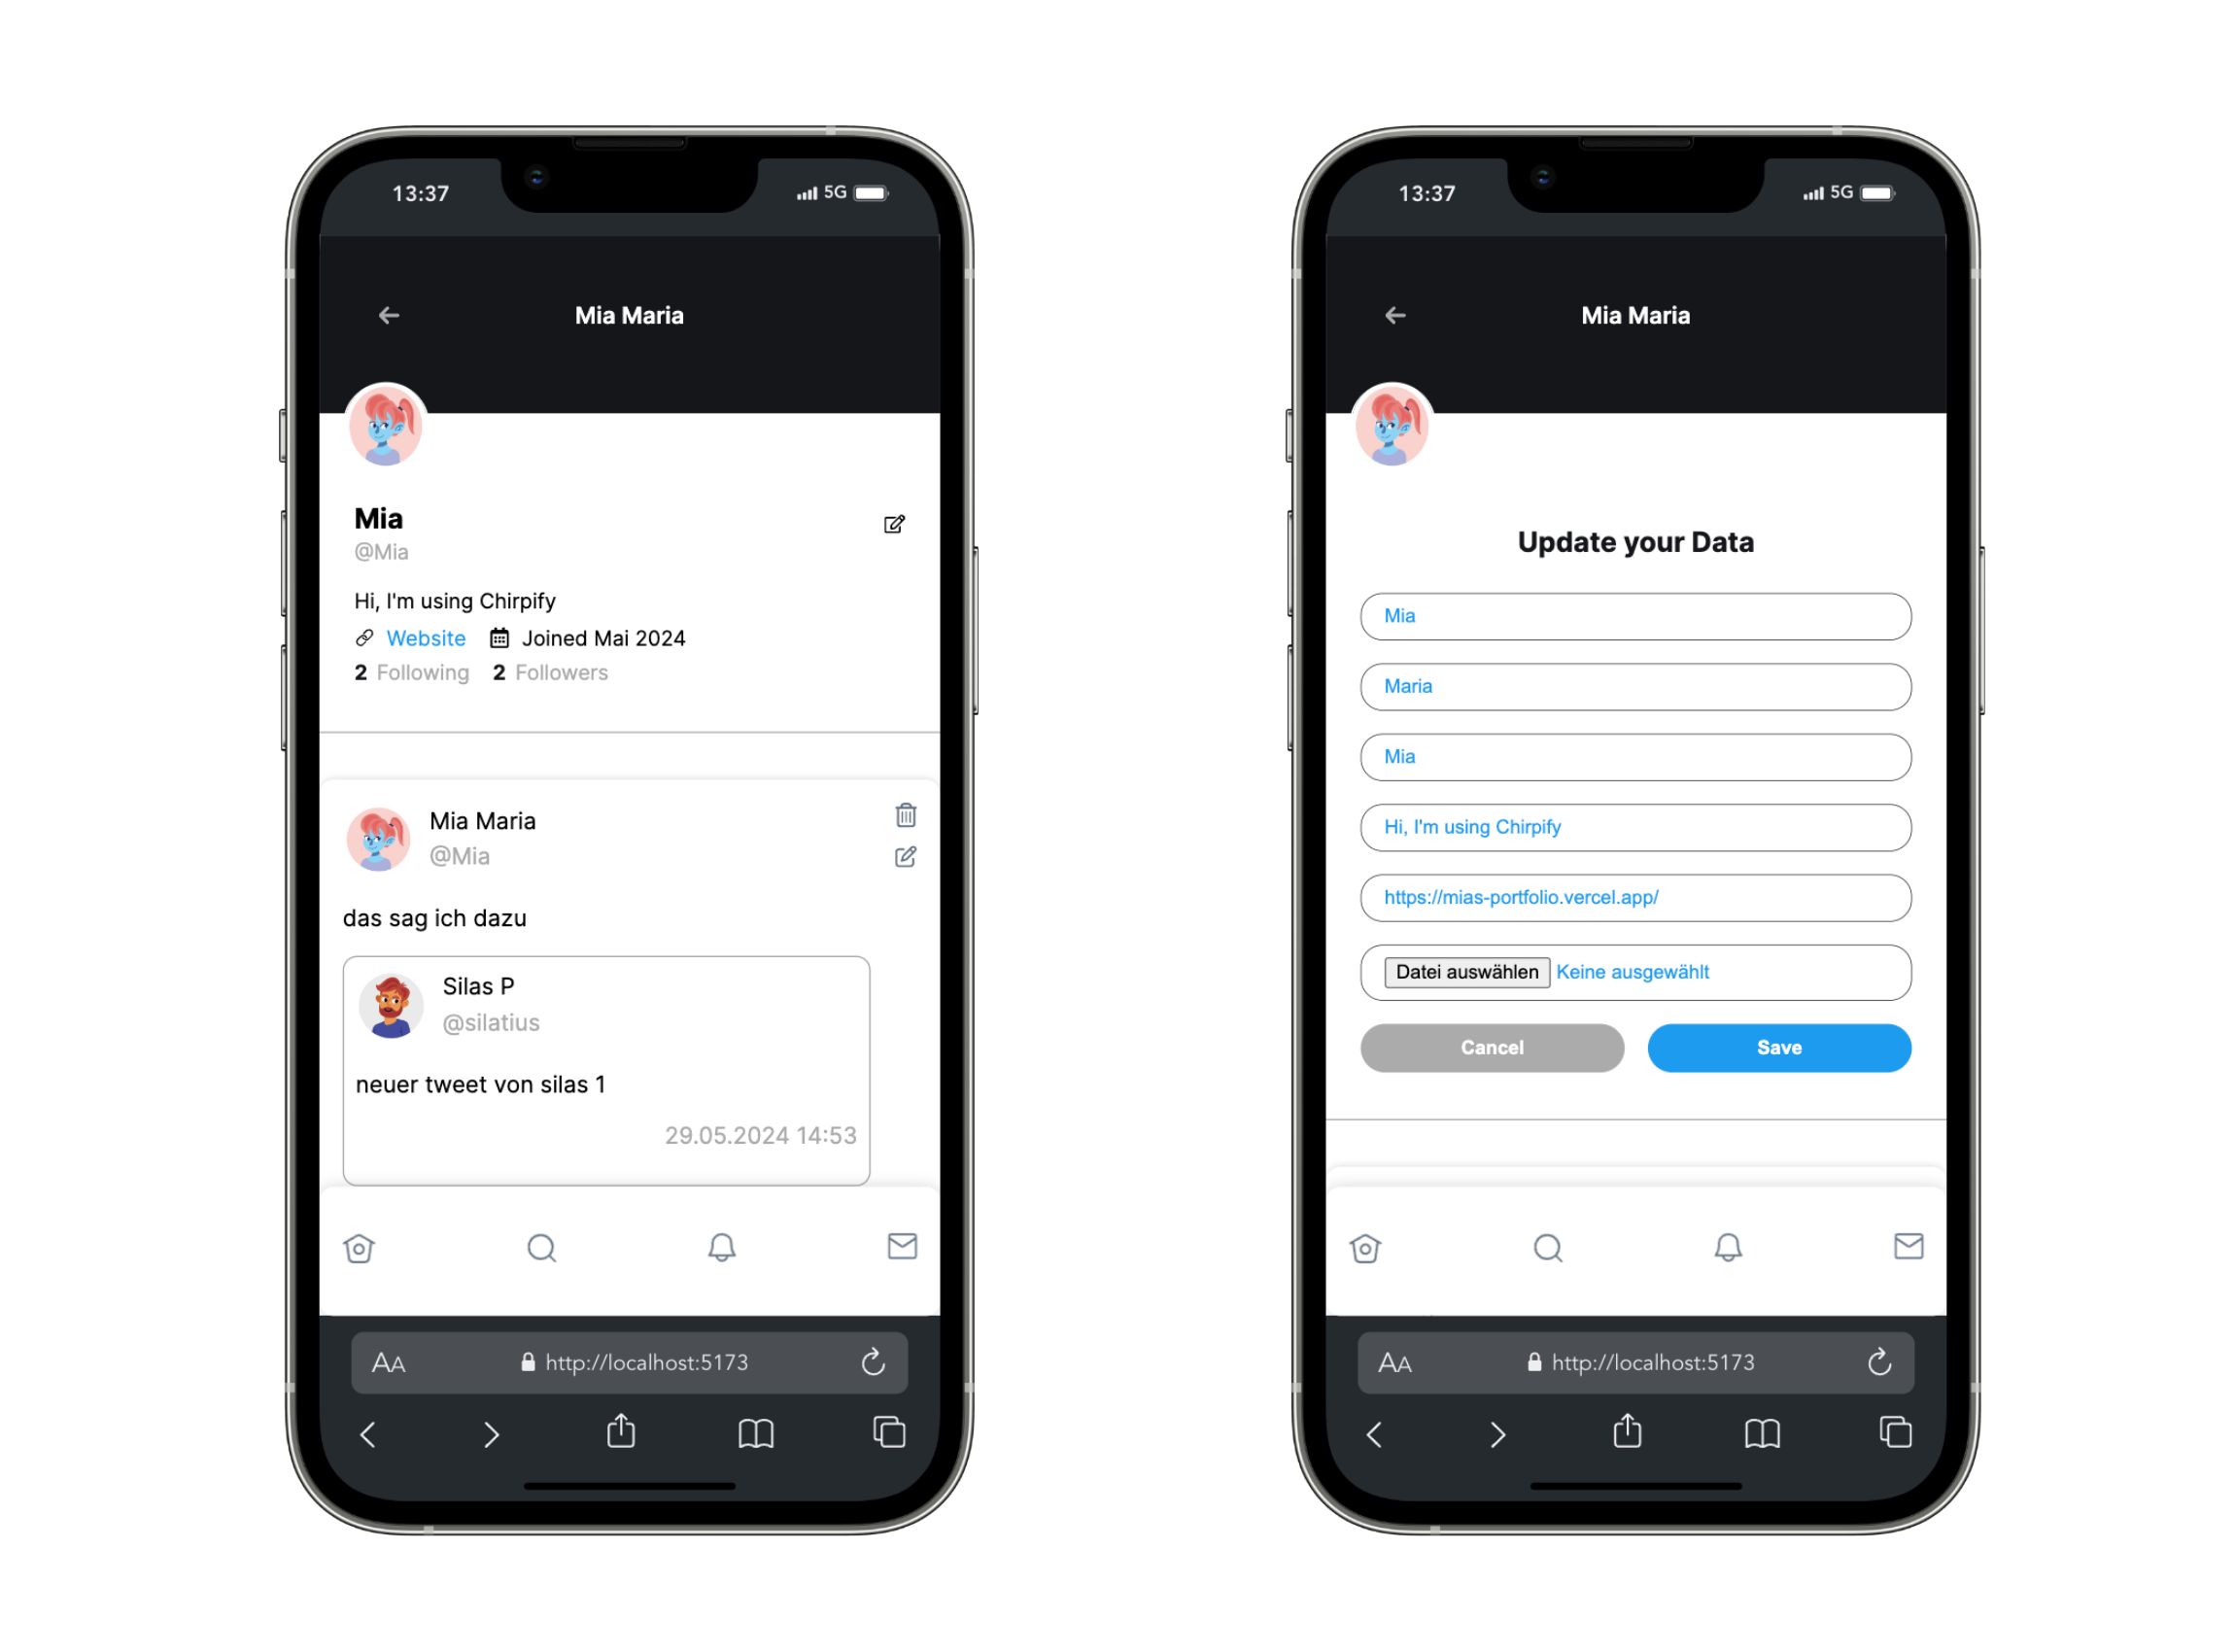 13:37 5G
Mia Maria
Mia
@Mia
Hi, I'm using Chirpify
Website Joined Mai 2024
2 Following 2 Followers
Mia Maria
@Mia
das sag ich dazu
Silas P
@silatius
neuer tweet von silas 1
29.05.2024 14:53
AA http://localhost:5173
13:37 5G
Mia Maria
Update your Data
Mia
Maria
Mia
Hi, I'm using Chirpify
https://mias-portfolio.vercel.app/
Datei auswählen Keine ausgewählt
Cancel Save
AA http://localhost:5173